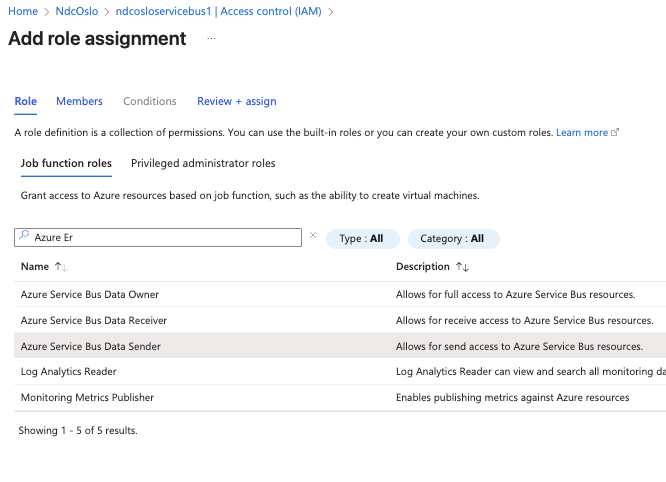 Home > NdcOslo > ndcosloservicebus1 | Access control (IAM) >
Add role assignment ...
Role Members Conditions Review + assign
A role definition is a collection of permissions. You can use the built-in roles or you can create your own custom roles. Learn more
Job function roles Privileged administrator roles
Grant access to Azure resources based on job function, such as the ability to create virtual machines.
Azure Er × Type : All Category : All
Name ↑↓ Description ↑↓
Azure Service Bus Data Owner Allows for full access to Azure Service Bus resources.
Azure Service Bus Data Receiver Allows for receive access to Azure Service Bus resources.
Azure Service Bus Data Sender Allows for send access to Azure Service Bus resources.
Log Analytics Reader Log Analytics Reader can view and search all monitoring da
Monitoring Metrics Publisher Enables publishing metrics against Azure resources
Showing 1 - 5 of 5 results.